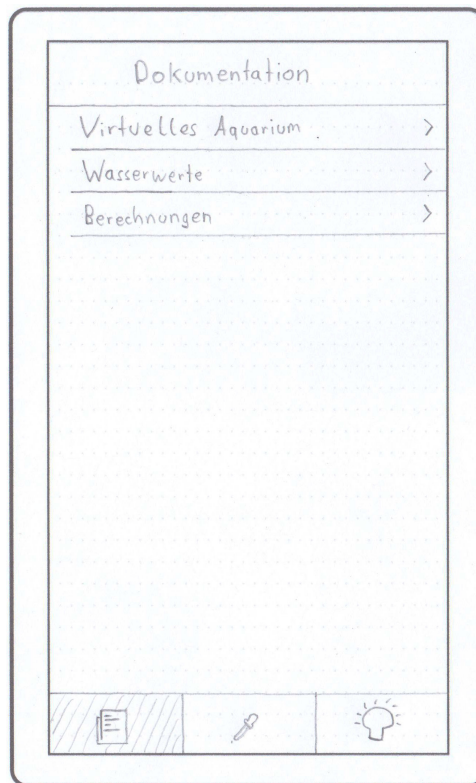 Dokumentation
Virtuelles Aquarium >
Wasserwerte >
Berechnungen >